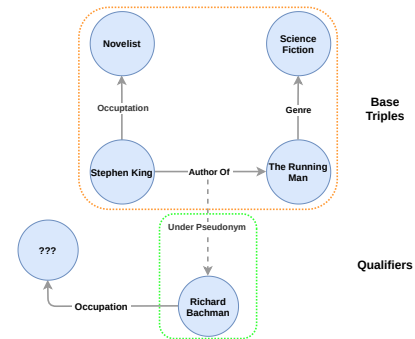 Novelist
Science
Fiction
Occuptation
Genre
Base
Triples
Stephen King
Author Of
The Running
Man
Under Pseudonym
???
Qualifiers
Occupation
Richard
Bachman